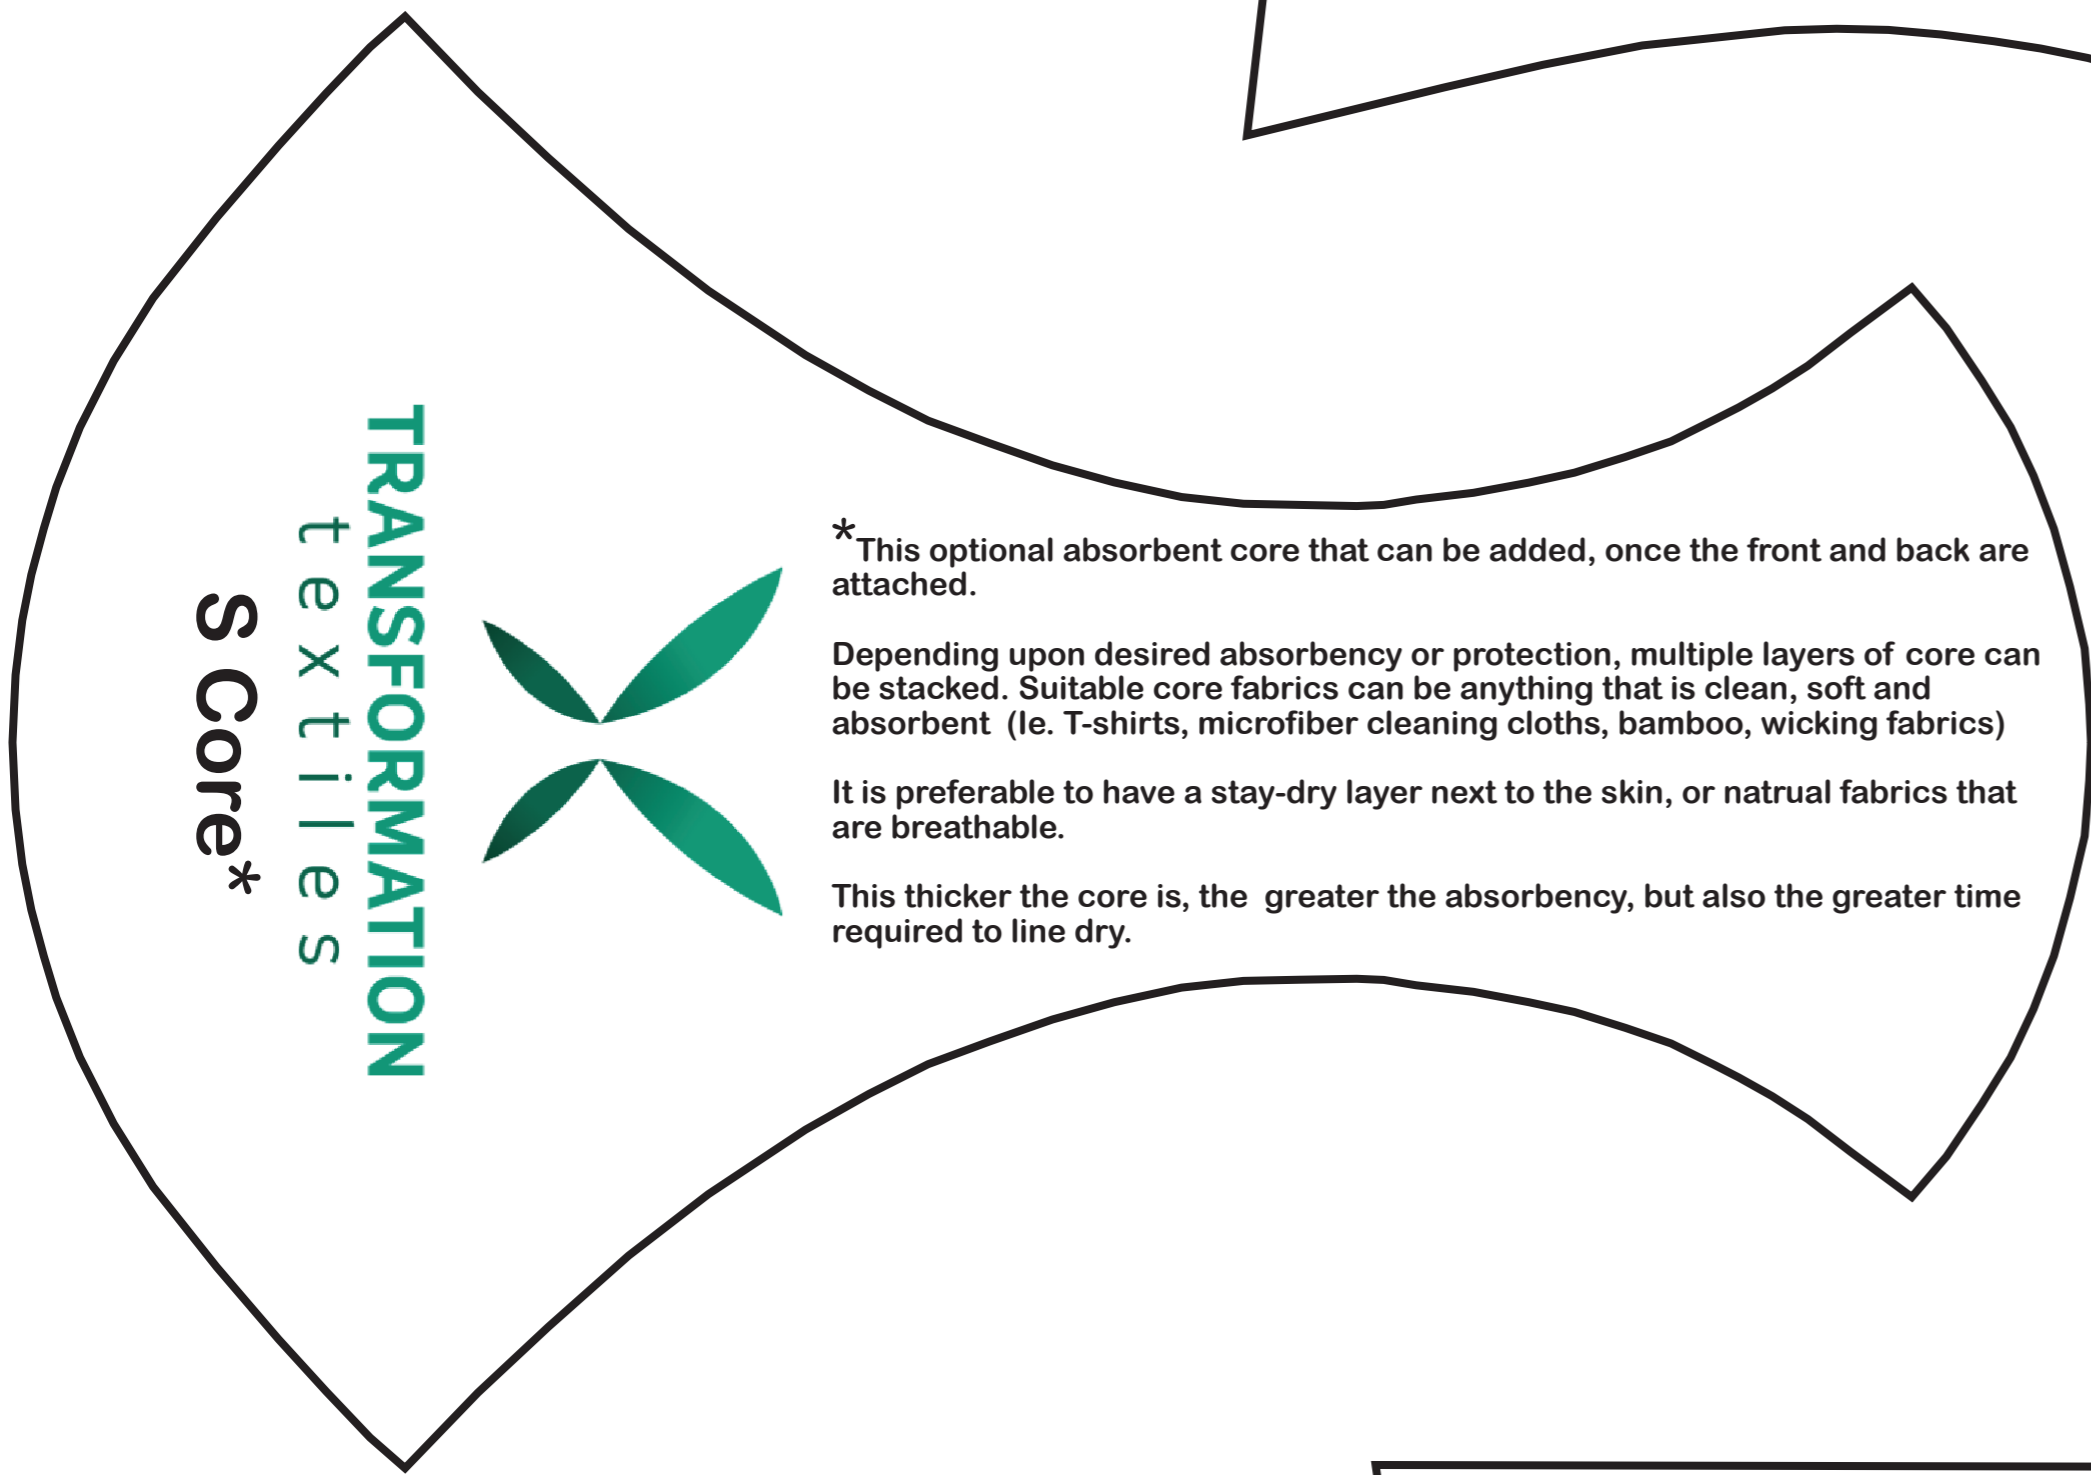 S Core*
TRANSFORMATION
textiles
*This optional absorbent core that can be added, once the front and back are
attached.
Depending upon desired absorbency or protection, multiple layers of core can
be stacked. Suitable core fabrics can be anything that is clean, soft and
absorbent  (Ie. T-shirts, microfiber cleaning cloths, bamboo, wicking fabrics)
It is preferable to have a stay-dry layer next to the skin, or natrual fabrics that
are breathable.
This thicker the core is, the  greater the absorbency, but also the greater time
required to line dry.